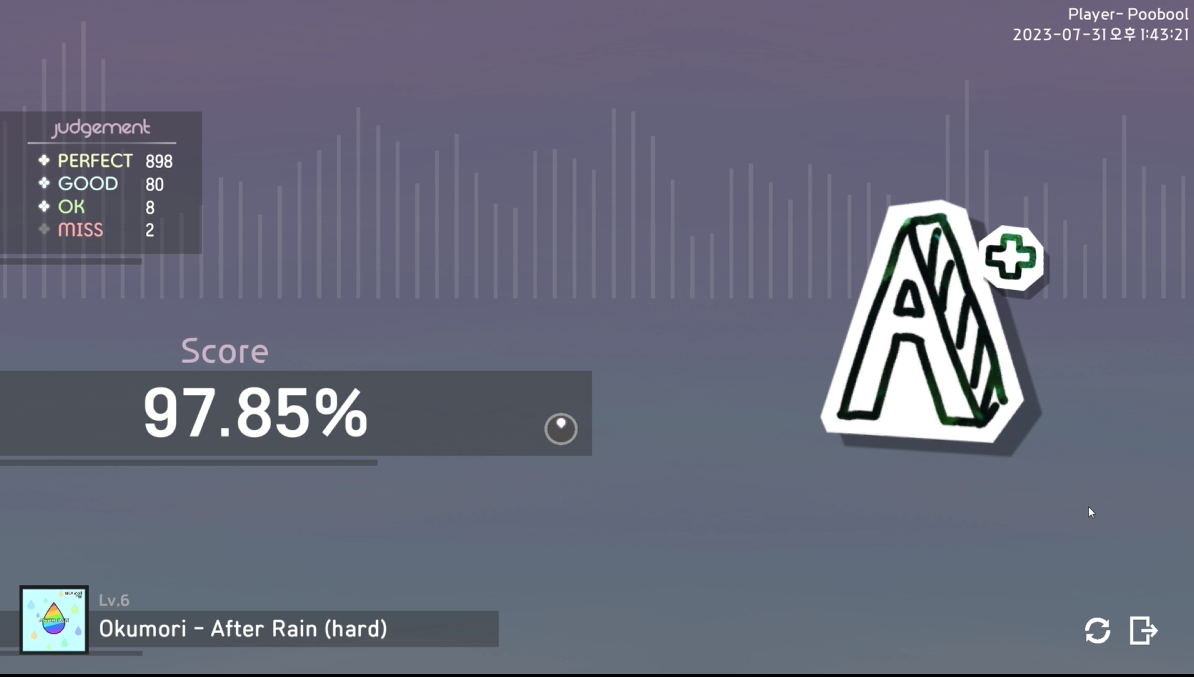 Player- Poobool
2023-07-31 오후 1:43:21
judgement
PERFECT 898
GOOD 80
OK 8
MISS 2
A+
Score
97.85%
Lv.6
Okumori - After Rain (hard)